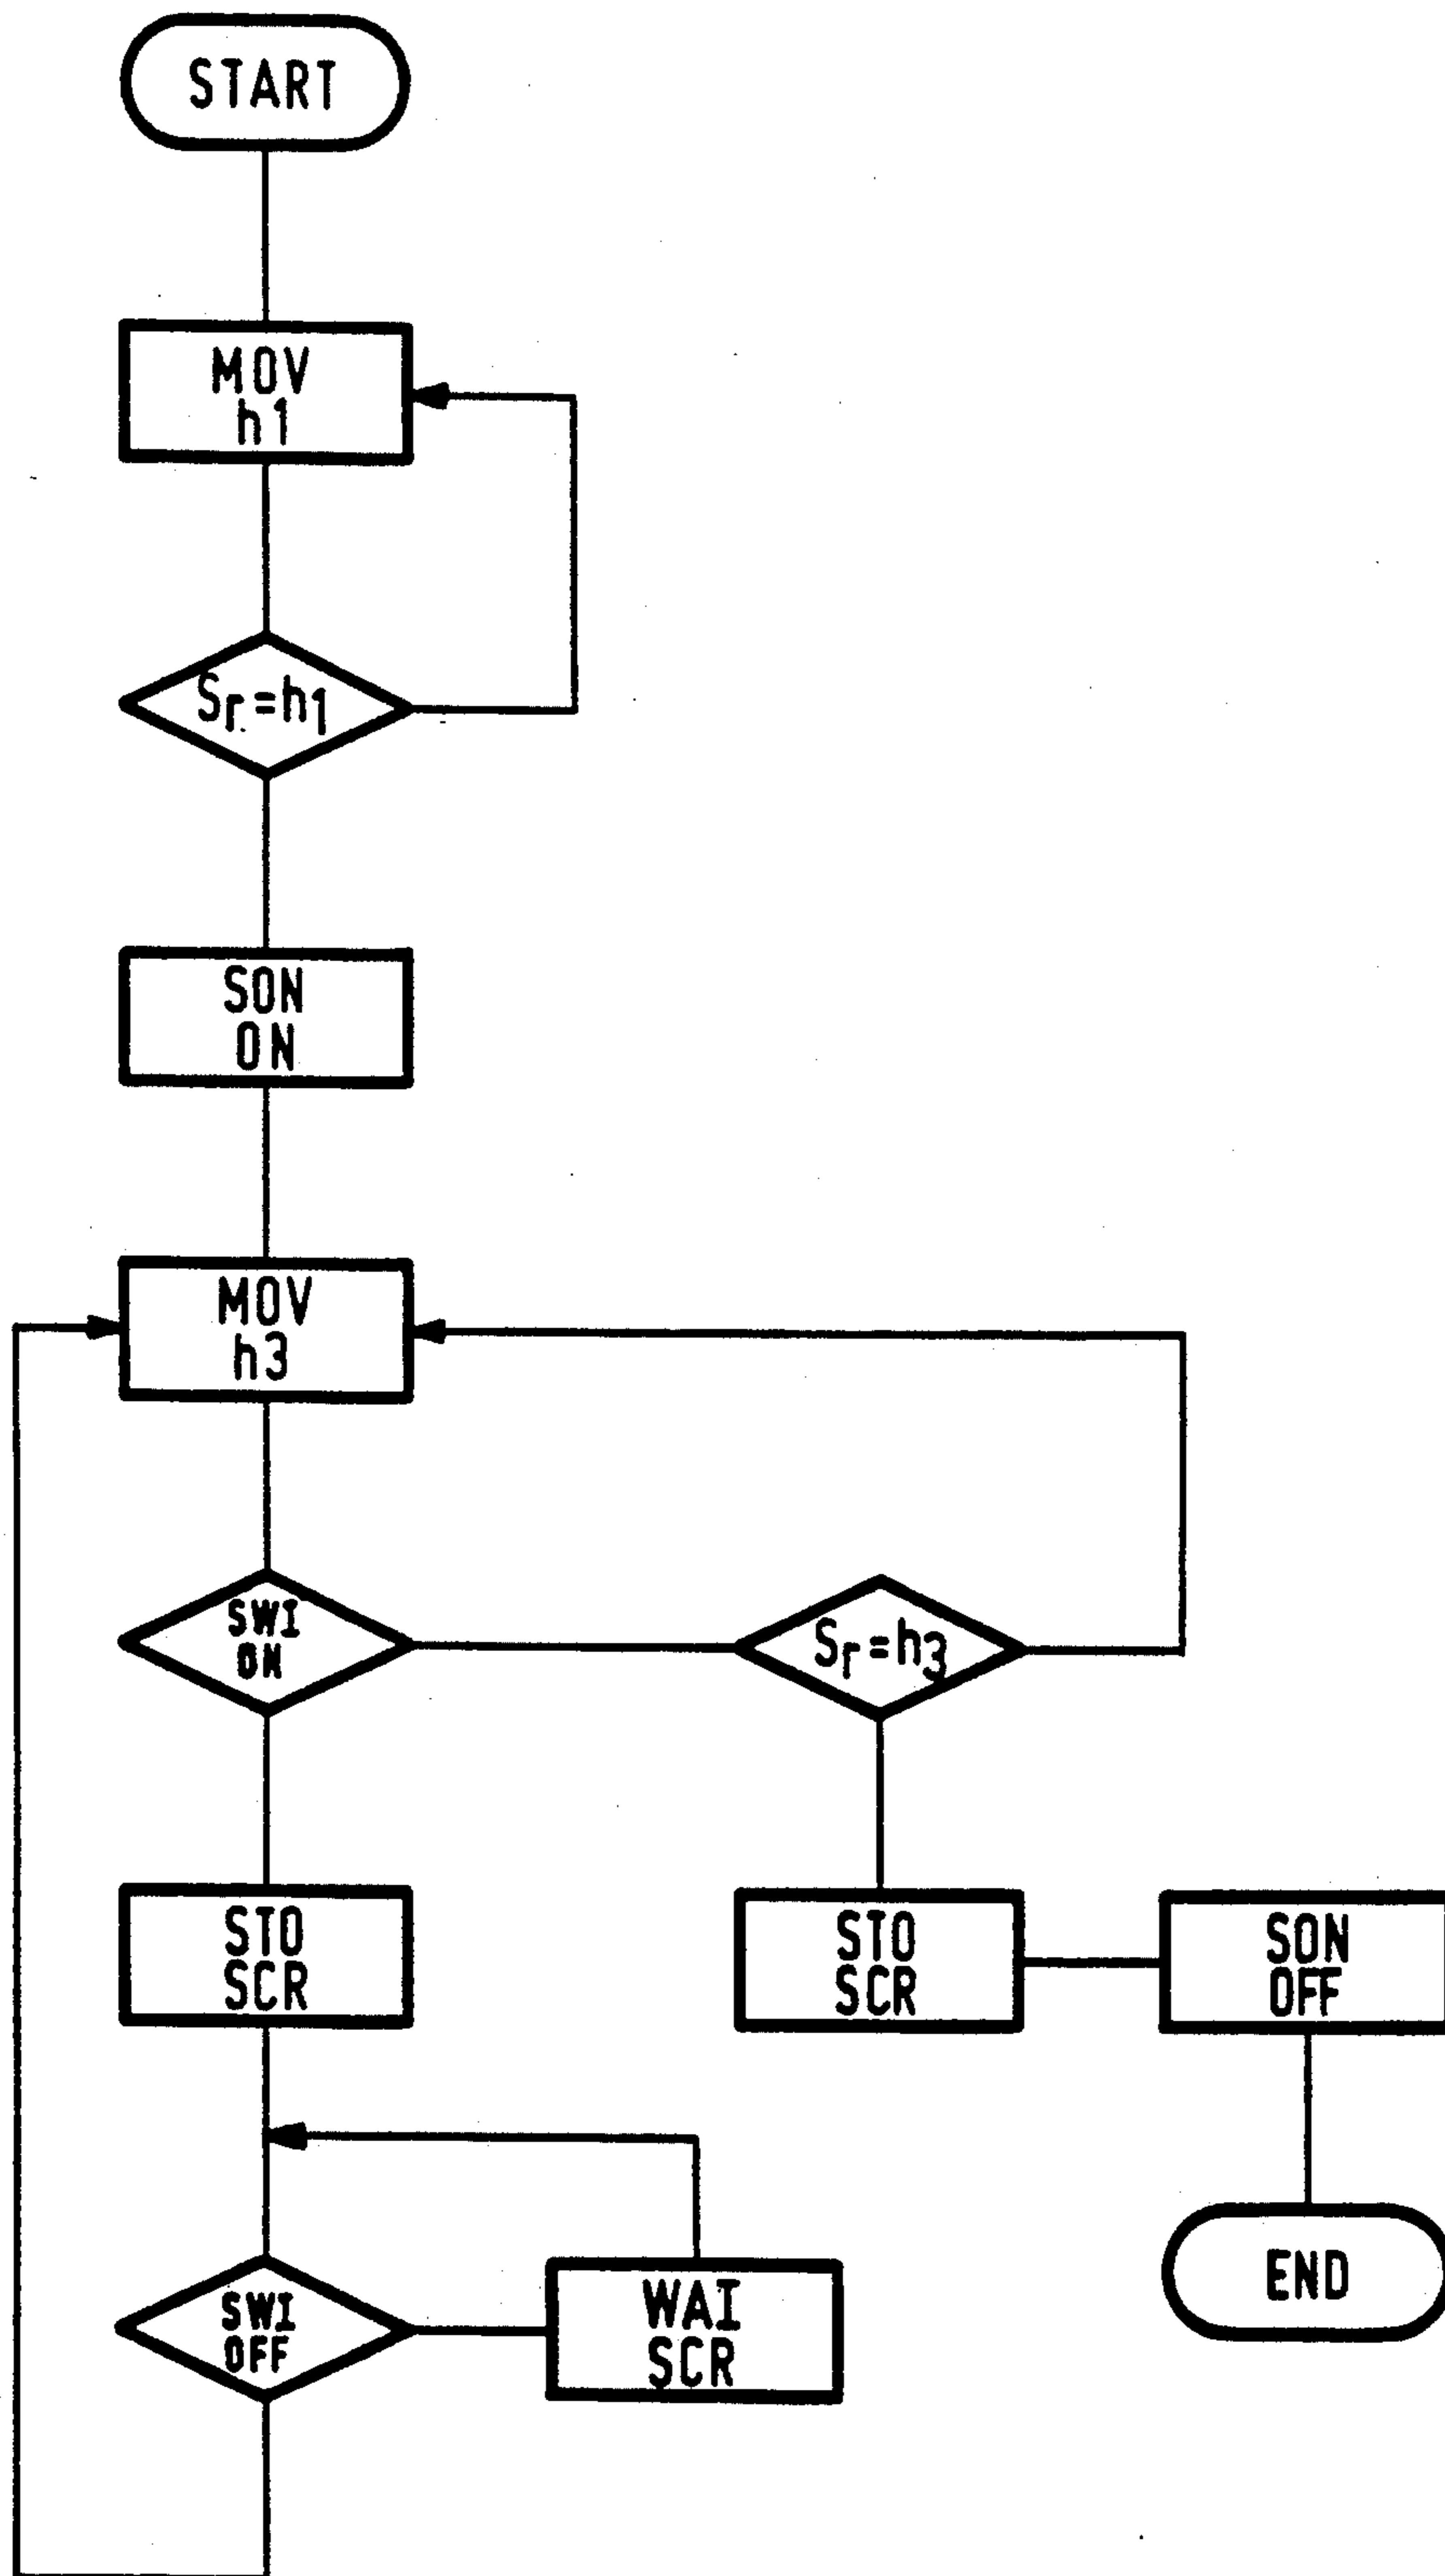 START
MOV
h1
Sr=h1
SON
ON
MOV
h3
SWI
ON
Sr=h3
STO
SCR
STO
SCR
SON
OFF
SWI
OFF
WAI
SCR
END